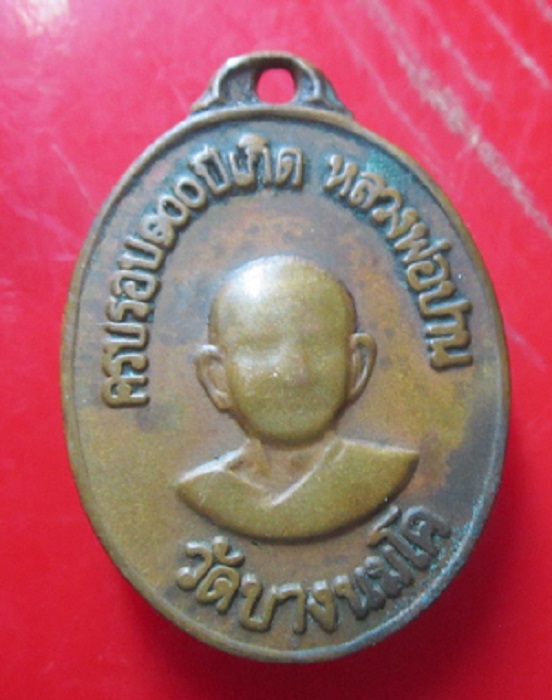 ครบรอบ๑๐๐ปีเกิด หลวงพ่อปาน
วัดบางนมโค